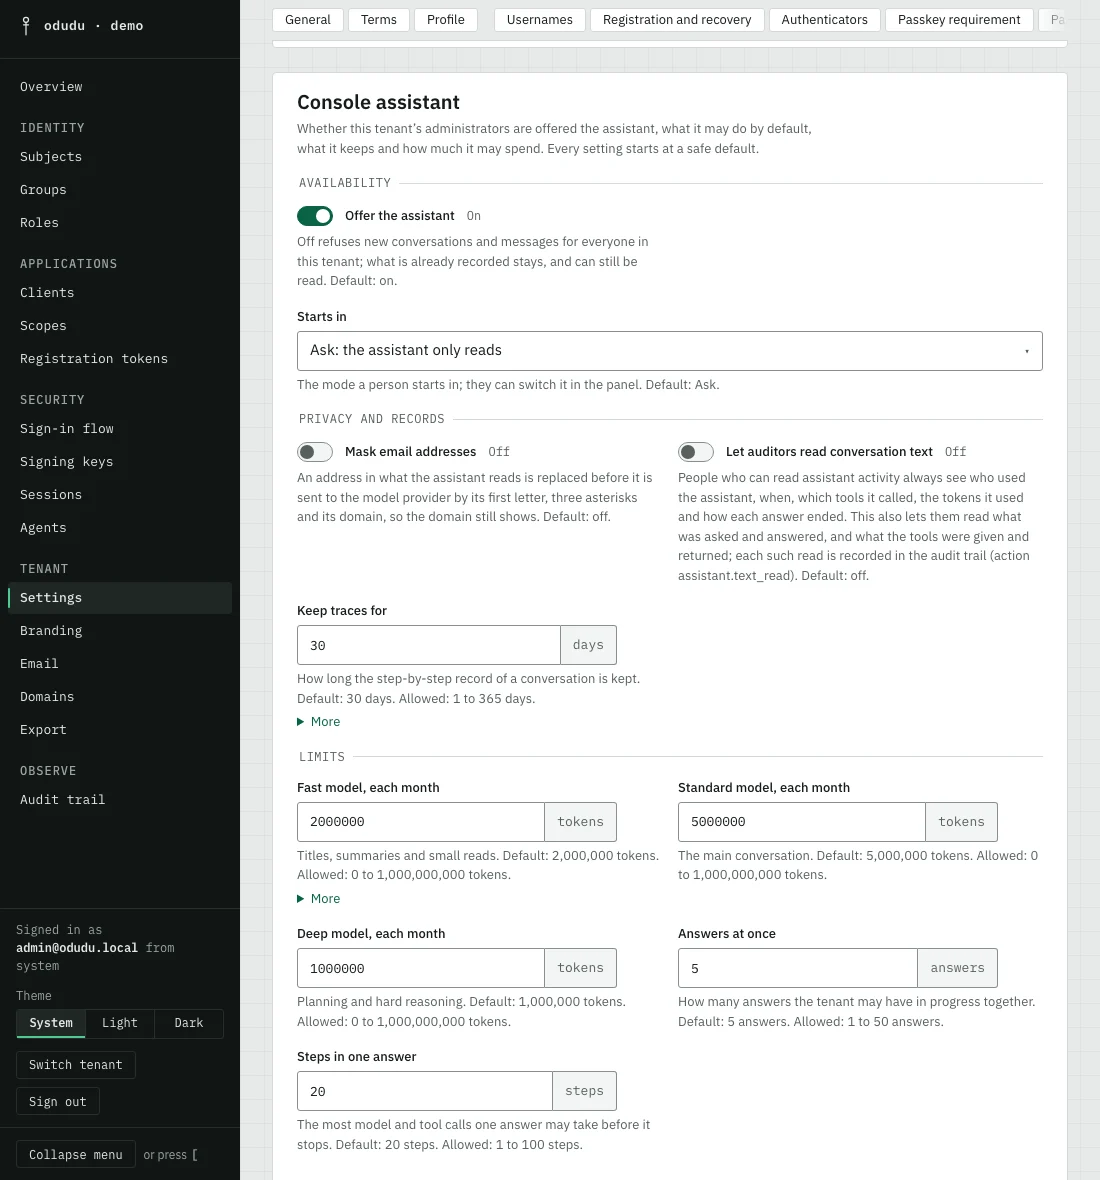 odudu · demo
Overview
IDENTITY
Subjects
Groups
Roles
APPLICATIONS
Clients
Scopes
Registration tokens
SECURITY
Sign-in flow
Signing keys
Sessions
Agents
TENANT
Settings
Branding
Email
Domains
Export
OBSERVE
Audit trail
Signed in as
admin@odudu.local from
system
Theme
System Light Dark
Switch tenant
Sign out
Collapse menu or press [
General Terms Profile Usernames Registration and recovery Authenticators Passkey requirement
Console assistant
Whether this tenant’s administrators are offered the assistant, what it may do by default,
what it keeps and how much it may spend. Every setting starts at a safe default.
AVAILABILITY
Offer the assistant On
Off refuses new conversations and messages for everyone in
this tenant; what is already recorded stays, and can still be
read. Default: on.
Starts in
Ask: the assistant only reads
The mode a person starts in; they can switch it in the panel. Default: Ask.
PRIVACY AND RECORDS
Mask email addresses Off
An address in what the assistant reads is replaced before it is
sent to the model provider by its first letter, three asterisks
and its domain, so the domain still shows. Default: off.
Let auditors read conversation text Off
People who can read assistant activity always see who used
the assistant, when, which tools it called, the tokens it used
and how each answer ended. This also lets them read what
was asked and answered, and what the tools were given and
returned; each such read is recorded in the audit trail (action
assistant.text_read). Default: off.
Keep traces for
30 days
How long the step-by-step record of a conversation is kept.
Default: 30 days. Allowed: 1 to 365 days.
More
LIMITS
Fast model, each month
2000000 tokens
Titles, summaries and small reads. Default: 2,000,000 tokens.
Allowed: 0 to 1,000,000,000 tokens.
More
Standard model, each month
5000000 tokens
The main conversation. Default: 5,000,000 tokens. Allowed: 0
to 1,000,000,000 tokens.
Deep model, each month
1000000 tokens
Planning and hard reasoning. Default: 1,000,000 tokens.
Allowed: 0 to 1,000,000,000 tokens.
Answers at once
5 answers
How many answers the tenant may have in progress together.
Default: 5 answers. Allowed: 1 to 50 answers.
Steps in one answer
20 steps
The most model and tool calls one answer may take before it
stops. Default: 20 steps. Allowed: 1 to 100 steps.